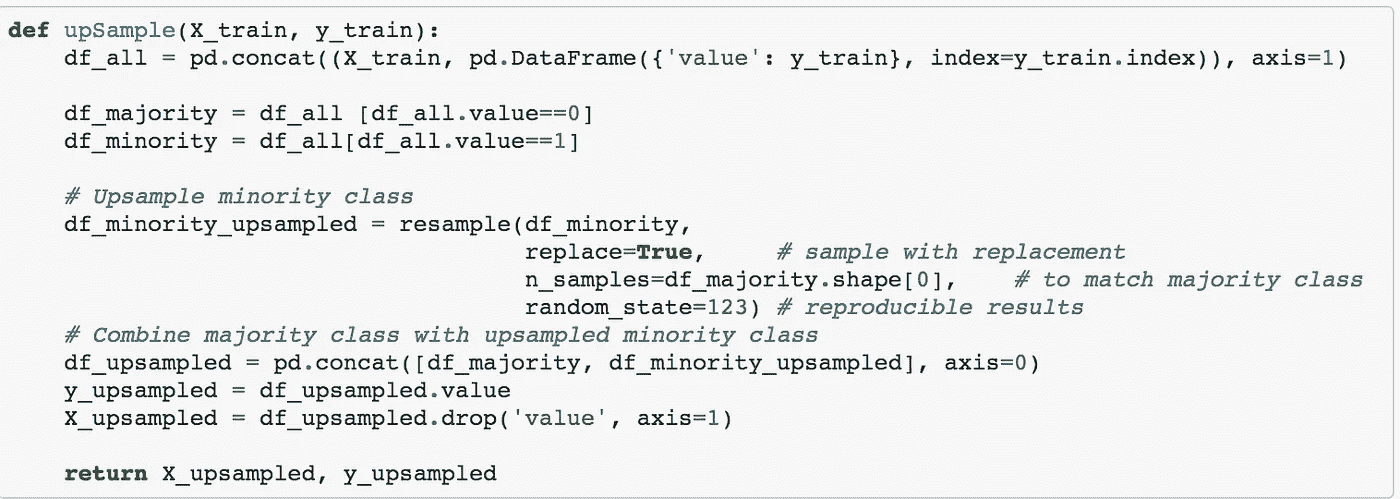 def upSample(X_train, y_train):
    df_all = pd.concat((X_train, pd.DataFrame({'value': y_train}, index=y_train.index)), axis=1)
    df_majority = df_all [df_all.value==0]
    df_minority = df_all[df_all.value==1]
    # Upsample minority class
    df_minority_upsampled = resample(df_minority,
                                     replace=True,     # sample with replacement
                                     n_samples=df_majority.shape[0],    # to match majority class
                                     random_state=123) # reproducible results
    # Combine majority class with upsampled minority class
    df_upsampled = pd.concat([df_majority, df_minority_upsampled], axis=0)
    y_upsampled = df_upsampled.value
    X_upsampled = df_upsampled.drop('value', axis=1)
    return X_upsampled, y_upsampled